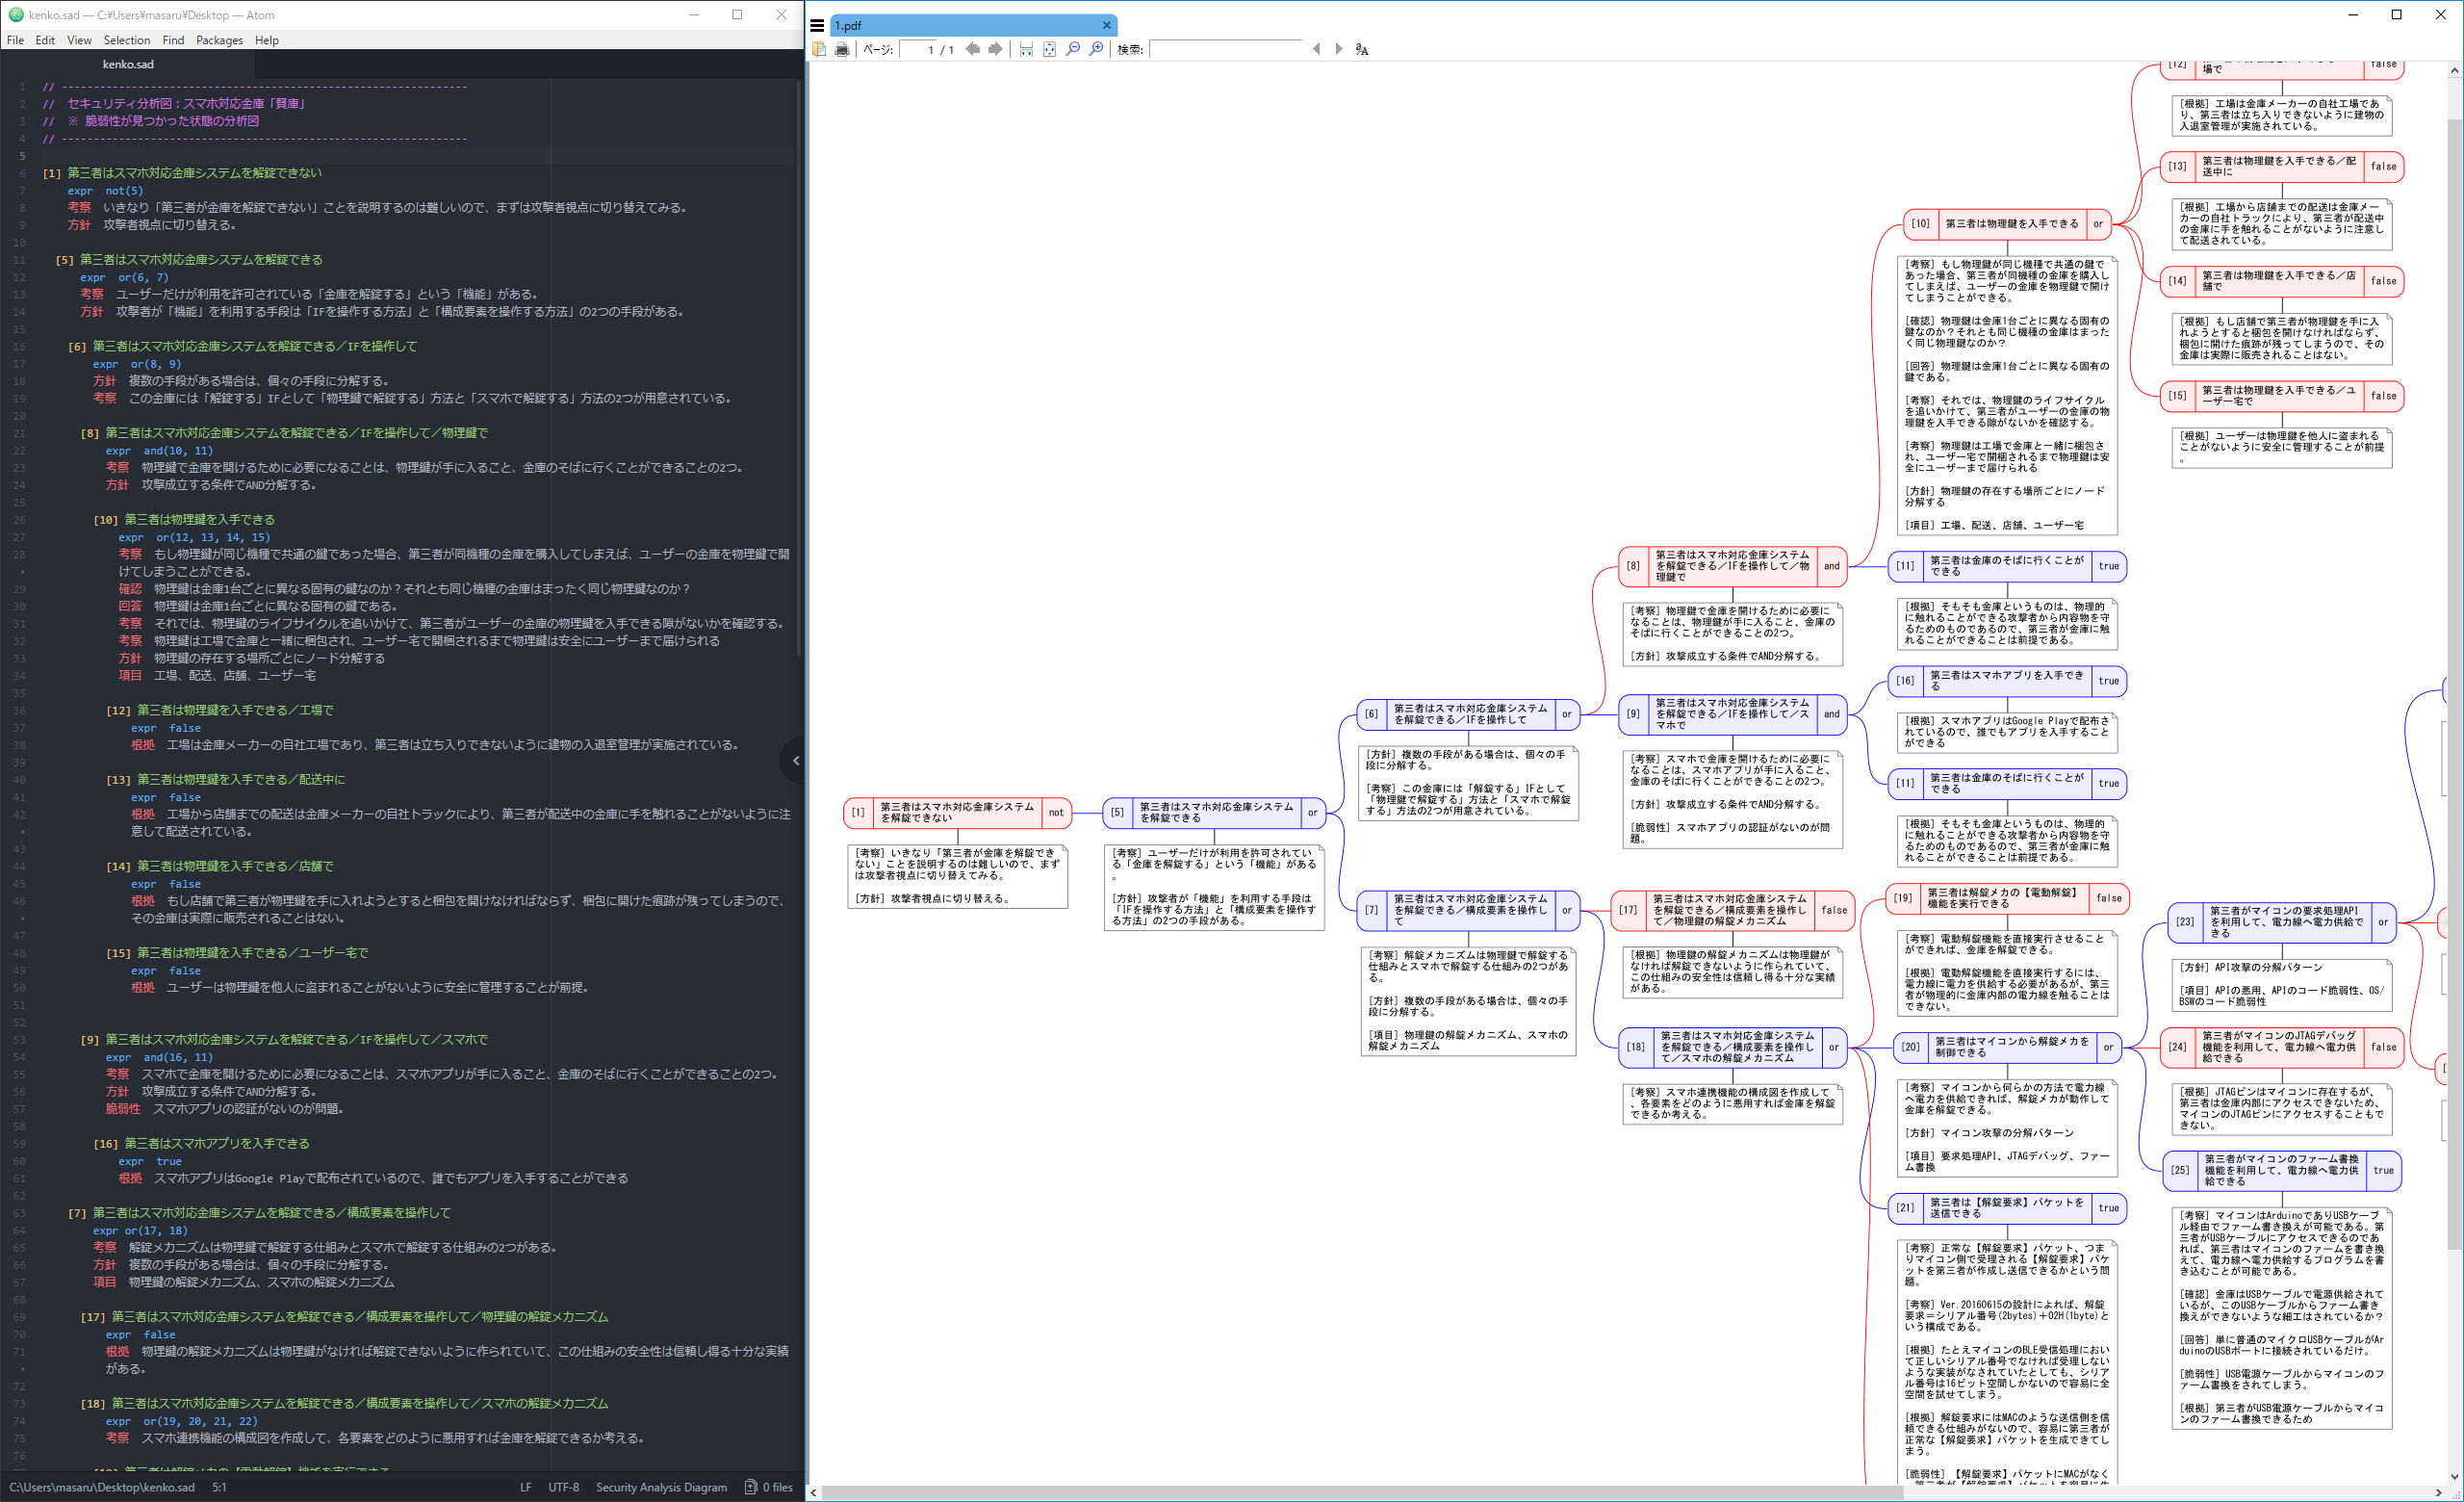 kenko.sad — C:¥Users¥masaru¥Desktop — Atom
File Edit View Selection Find Packages Help
kenko.sad
1 // ----------------------------------------------------------------
2 // セキュリティ分析図：スマホ対応金庫「賢庫」
3 // ※ 脆弱性が見つかった状態の分析図
4 // ----------------------------------------------------------------
5
6 [1] 第三者はスマホ対応金庫システムを解錠できない
7 expr not(5)
8 考察 いきなり「第三者が金庫を解錠できない」ことを説明するのは難しいので、まずは攻撃者視点に切り替えてみる。
9 方針 攻撃者視点に切り替える。
10
11 [5] 第三者はスマホ対応金庫システムを解錠できる
12 expr or(6, 7)
13 考察 ユーザーだけが利用を許可されている「金庫を解錠する」という「機能」がある。
14 方針 攻撃者が「機能」を利用する手段は「IFを操作する方法」と「構成要素を操作する方法」の2つの手段がある。
15
16 [6] 第三者はスマホ対応金庫システムを解錠できる／IFを操作して
17 expr or(8, 9)
18 方針 複数の手段がある場合は、個々の手段に分解する。
19 考察 この金庫には「解錠する」IFとして「物理鍵で解錠する」方法と「スマホで解錠する」方法の2つが用意されている。
20
21 [8] 第三者はスマホ対応金庫システムを解錠できる／IFを操作して／物理鍵で
22 expr and(10, 11)
23 考察 物理鍵で金庫を開けるために必要になることは、物理鍵が手に入ること、金庫のそばに行くことができることの2つ。
24 方針 攻撃成立する条件でAND分解する。
25
26 [10] 第三者は物理鍵を入手できる
27 expr or(12, 13, 14, 15)
28 考察 もし物理鍵が同じ機種で共通の鍵であった場合、第三者が同機種の金庫を購入してしまえば、ユーザーの金庫を物理鍵で開
• けてしまうことができる。
29 確認 物理鍵は金庫1台ごとに異なる固有の鍵なのか？それとも同じ機種の金庫はまったく同じ物理鍵なのか？
30 回答 物理鍵は金庫1台ごとに異なる固有の鍵である。
31 考察 それでは、物理鍵のライフサイクルを追いかけて、第三者がユーザーの金庫の物理鍵を入手できる隙がないかを確認する。
32 考察 物理鍵は工場で金庫と一緒に梱包され、ユーザー宅で開梱されるまで物理鍵は安全にユーザーまで届けられる
33 方針 物理鍵の存在する場所ごとにノード分解する
34 項目 工場、配送、店舗、ユーザー宅
35
36 [12] 第三者は物理鍵を入手できる／工場で
37 expr false
38 根拠 工場は金庫メーカーの自社工場であり、第三者は立ち入りできないように建物の入退室管理が実施されている。
39
40 [13] 第三者は物理鍵を入手できる／配送中に
41 expr false
42 根拠 工場から店舗までの配送は金庫メーカーの自社トラックにより、第三者が配送中の金庫に手を触れることがないように注
• 意して配送されている。
43
44 [14] 第三者は物理鍵を入手できる／店舗で
45 expr false
46 根拠 もし店舗で第三者が物理鍵を手に入れようとすると梱包を開けなければならず、梱包に開けた痕跡が残ってしまうので、
• その金庫は実際に販売されることはない。
47
48 [15] 第三者は物理鍵を入手できる／ユーザー宅で
49 expr false
50 根拠 ユーザーは物理鍵を他人に盗まれることがないように安全に管理することが前提。
51
52
53 [9] 第三者はスマホ対応金庫システムを解錠できる／IFを操作して／スマホで
54 expr and(16, 11)
55 考察 スマホで金庫を開けるために必要になることは、スマホアプリが手に入ること、金庫のそばに行くことができることの2つ。
56 方針 攻撃成立する条件でAND分解する。
57 脆弱性 スマホアプリの認証がないのが問題。
58
59 [16] 第三者はスマホアプリを入手できる
60 expr true
61 根拠 スマホアプリはGoogle Playで配布されているので、誰でもアプリを入手することができる
62
63 [7] 第三者はスマホ対応金庫システムを解錠できる／構成要素を操作して
64 expr or(17, 18)
65 考察 解錠メカニズムは物理鍵で解錠する仕組みとスマホで解錠する仕組みの2つがある。
66 方針 複数の手段がある場合は、個々の手段に分解する。
67 項目 物理鍵の解錠メカニズム、スマホの解錠メカニズム
68
69 [17] 第三者はスマホ対応金庫システムを解錠できる／構成要素を操作して／物理鍵の解錠メカニズム
70 expr false
71 根拠 物理鍵の解錠メカニズムは物理鍵がなければ解錠できないように作られていて、この仕組みの安全性は信頼し得る十分な実績
• がある。
72
73 [18] 第三者はスマホ対応金庫システムを解錠できる／構成要素を操作して／スマホの解錠メカニズム
74 expr or(19, 20, 21, 22)
75 考察 スマホ連携機能の構成図を作成して、各要素をどのように悪用すれば金庫を解錠できるか考える。
76
C:\Users\masaru\Desktop\kenko.sad 5:1 LF UTF-8 Security Analysis Diagram 0 files
1.pdf
ページ: 1 / 1 検索:
[1] 第三者はスマホ対応金庫システム
を解錠できない not
[考察] いきなり「第三者が金庫を解錠でき
ない」ことを説明するのは難しいので、まず
は攻撃者視点に切り替えてみる。
[方針] 攻撃者視点に切り替える。
[5] 第三者はスマホ対応金庫システム
を解錠できる or
[考察] ユーザーだけが利用を許可されてい
る「金庫を解錠する」という「機能」がある
。
[方針] 攻撃者が「機能」を利用する手段は
「IFを操作する方法」と「構成要素を操作す
る方法」の2つの手段がある。
[6] 第三者はスマホ対応金庫システム
を解錠できる／IFを操作して or
[方針] 複数の手段がある場合は、個々の手
段に分解する。
[考察] この金庫には「解錠する」IFとして
「物理鍵で解錠する」方法と「スマホで解錠
する」方法の2つが用意されている。
[7] 第三者はスマホ対応金庫システム
を解錠できる／構成要素を操作し
て or
[考察] 解錠メカニズムは物理鍵で解錠する
仕組みとスマホで解錠する仕組みの2つがあ
る。
[方針] 複数の手段がある場合は、個々の手
段に分解する。
[項目] 物理鍵の解錠メカニズム、スマホの
解錠メカニズム
[8] 第三者はスマホ対応金庫システム
を解錠できる／IFを操作して／物
理鍵で and
[考察] 物理鍵で金庫を開けるために必要に
なることは、物理鍵が手に入ること、金庫の
そばに行くことができることの2つ。
[方針] 攻撃成立する条件でAND分解する。
[9] 第三者はスマホ対応金庫システム
を解錠できる／IFを操作して／ス
マホで and
[考察] スマホで金庫を開けるために必要に
なることは、スマホアプリが手に入ること、
金庫のそばに行くことができることの2つ。
[方針] 攻撃成立する条件でAND分解する。
[脆弱性] スマホアプリの認証がないのが問
題。
[17] 第三者はスマホ対応金庫システム
を解錠できる／構成要素を操作し
て／物理鍵の解錠メカニズム false
[根拠] 物理鍵の解錠メカニズムは物理鍵が
なければ解錠できないように作られていて、
この仕組みの安全性は信頼し得る十分な実績
がある。
[18] 第三者はスマホ対応金庫システム
を解錠できる／構成要素を操作し
て／スマホの解錠メカニズム or
[考察] スマホ連携機能の構成図を作成して
、各要素をどのように悪用すれば金庫を解錠
できるか考える。
[10] 第三者は物理鍵を入手できる or
[考察] もし物理鍵が同じ機種で共通の鍵で
あった場合、第三者が同機種の金庫を購入し
てしまえば、ユーザーの金庫を物理鍵で開け
てしまうことができる。
[確認] 物理鍵は金庫1台ごとに異なる固有の
鍵なのか？それとも同じ機種の金庫はまった
く同じ物理鍵なのか？
[回答] 物理鍵は金庫1台ごとに異なる固有の
鍵である。
[考察] それでは、物理鍵のライフサイクル
を追いかけて、第三者がユーザーの金庫の物
理鍵を入手できる隙がないかを確認する。
[考察] 物理鍵は工場で金庫と一緒に梱包さ
れ、ユーザー宅で開梱されるまで物理鍵は安
全にユーザーまで届けられる
[方針] 物理鍵の存在する場所ごとにノード
分解する
[項目] 工場、配送、店舗、ユーザー宅
[11] 第三者は金庫のそばに行くことが
できる true
[根拠] そもそも金庫というものは、物理的
に触れることができる攻撃者から内容物を守
るためのものであるので、第三者が金庫に触
れることができることは前提である。
[16] 第三者はスマホアプリを入手でき
る true
[根拠] スマホアプリはGoogle Playで配布さ
れているので、誰でもアプリを入手すること
ができる
[11] 第三者は金庫のそばに行くことが
できる true
[根拠] そもそも金庫というものは、物理的
に触れることができる攻撃者から内容物を守
るためのものであるので、第三者が金庫に触
れることができることは前提である。
[19] 第三者は解錠メカの【電動解錠】
機能を実行できる false
[考察] 電動解錠機能を直接実行させること
ができれば、金庫を解錠できる。
[根拠] 電動解錠機能を直接実行するには、
電力線に電力を供給する必要があるが、第三
者が物理的に金庫内部の電力線を触ることは
できない。
[20] 第三者はマイコンから解錠メカを
制御できる or
[考察] マイコンから何らかの方法で電力線
へ電力を供給できれば、解錠メカが動作して
金庫を解錠できる。
[方針] マイコン攻撃の分解パターン
[項目] 要求処理API、JTAGデバッグ、ファー
ム書換
[21] 第三者は【解錠要求】パケットを
送信できる true
[考察] 正常な【解錠要求】パケット、つま
りマイコン側で受理される【解錠要求】パケ
ットを第三者が作成し送信できるかという問
題。
[考察] Ver.20160615の設計によれば、解錠
要求＝シリアル番号(2bytes)＋02H(1byte)と
いう構成である。
[根拠] たとえマイコンのBLE受信処理におい
て正しいシリアル番号でなければ受理しない
ような実装がなされていたとしても、シリア
ル番号は16ビット空間しかないので容易に全
空間を試せてしまう。
[根拠] 解錠要求にはMACのような送信側を信
頼できる仕組みがないので、容易に第三者が
正常な【解錠要求】パケットを生成できてし
まう。
[脆弱性] 【解錠要求】パケットにMACがなく
[12] 場で false
[根拠] 工場は金庫メーカーの自社工場であ
り、第三者は立ち入りできないように建物の
入退室管理が実施されている。
[13] 第三者は物理鍵を入手できる／配
送中に false
[根拠] 工場から店舗までの配送は金庫メー
カーの自社トラックにより、第三者が配送中
の金庫に手を触れることがないように注意し
て配送されている。
[14] 第三者は物理鍵を入手できる／店
舗で false
[根拠] もし店舗で第三者が物理鍵を手に入
れようとすると梱包を開けなければならず、
梱包に開けた痕跡が残ってしまうので、その
金庫は実際に販売されることはない。
[15] 第三者は物理鍵を入手できる／ユ
ーザー宅で false
[根拠] ユーザーは物理鍵を他人に盗まれる
ことがないように安全に管理することが前提
。
[23] 第三者がマイコンの要求処理API
を利用して、電力線へ電力供給で
きる or
[方針] API攻撃の分解パターン
[項目] APIの悪用、APIのコード脆弱性、OS/
BSWのコード脆弱性
[24] 第三者がマイコンのJTAGデバッグ
機能を利用して、電力線へ電力供
給できる false
[根拠] JTAGピンはマイコンに存在するが、
第三者は金庫内部にアクセスできないため、
マイコンのJTAGピンにアクセスすることもで
きない。
[25] 第三者がマイコンのファーム書換
機能を利用して、電力線へ電力供
給できる true
[考察] マイコンはArduinoでありUSBケーブ
ル経由でファーム書き換えが可能である。第
三者がUSBケーブルにアクセスできるのであ
れば、第三者はマイコンのファームを書き換
えて、電力線へ電力供給するプログラムを書
き込むことが可能である。
[確認] 金庫はUSBケーブルで電源供給されて
いるが、このUSBケーブルからファーム書き
換えができないような細工はされているか？
[回答] 単に普通のマイクロUSBケーブルがAr
duinoのUSBポートに接続されているだけ。
[脆弱性] USB電源ケーブルからマイコンのフ
ァーム書換をされてしまう。
[根拠] 第三者がUSB電源ケーブルからマイコ
ンのファーム書換できるため